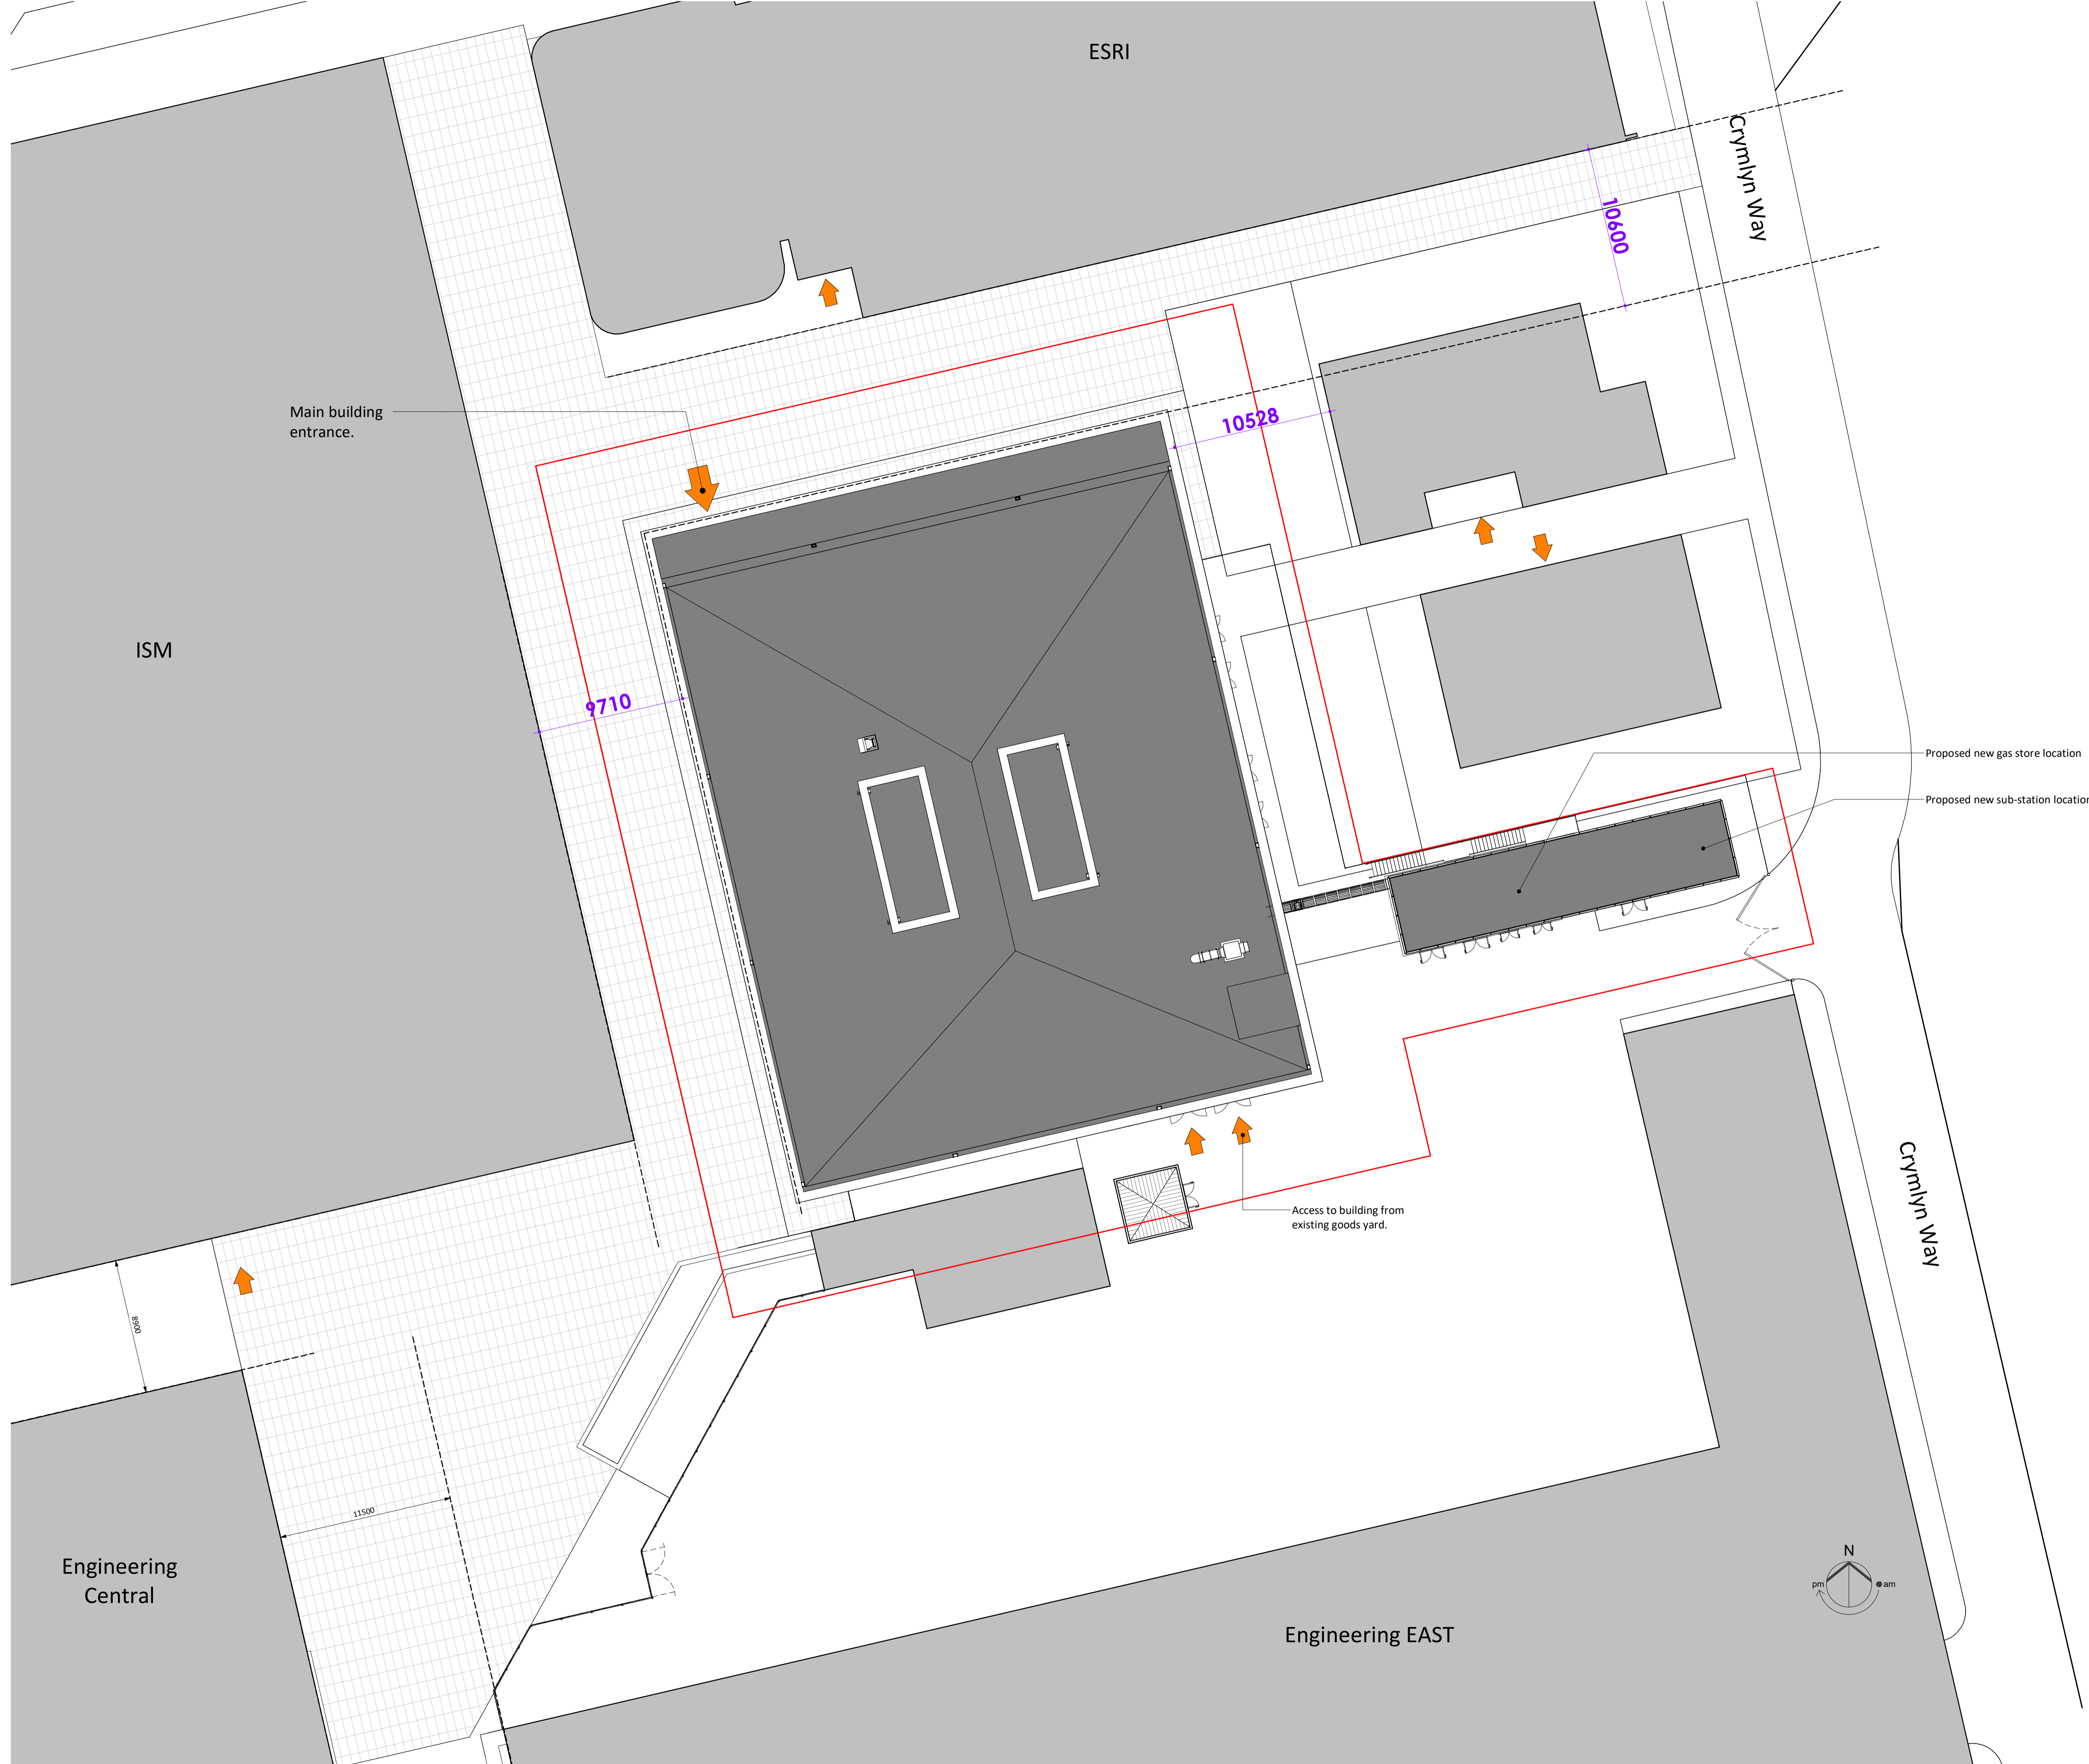 ESRI
Crymlyn Way
10600
Main building
entrance.
10528
ISM
9710
Proposed new gas store location
Proposed new sub-station location
Crymlyn Way
Access to building from
existing goods yard.
8900
11500
Engineering
Central
N
pm
am
Engineering EAST